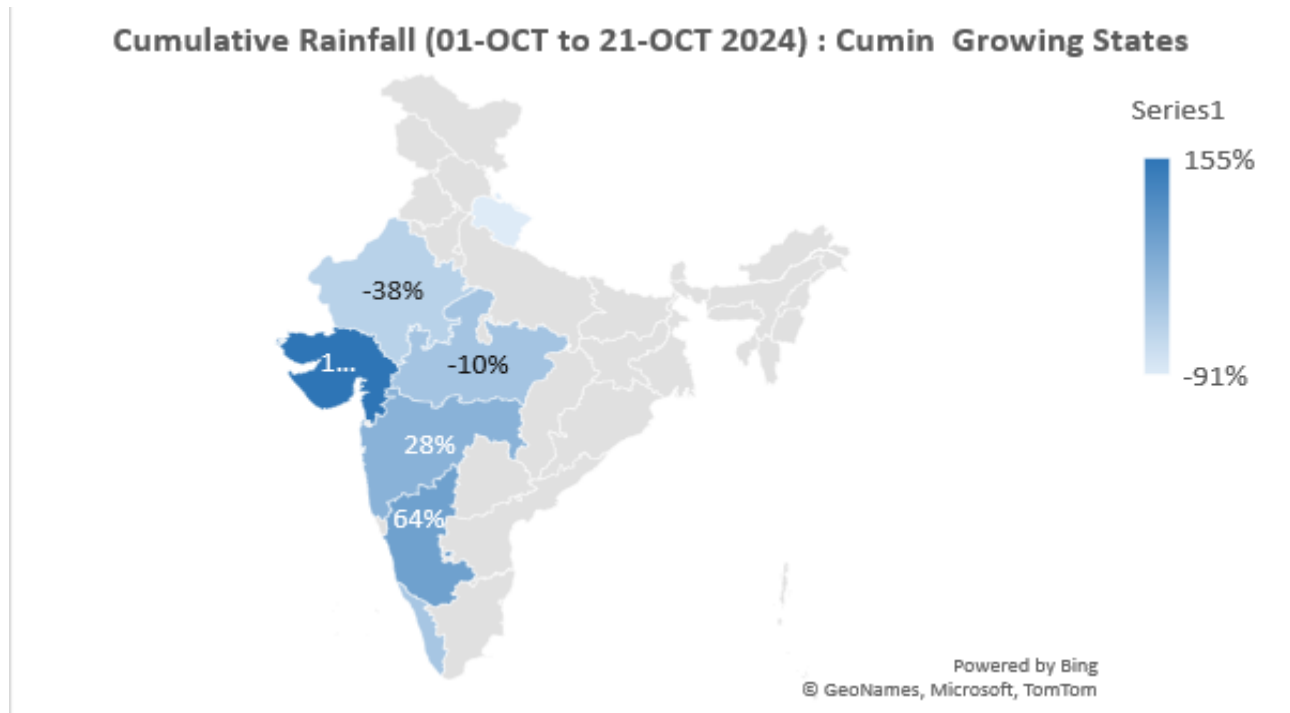 Cumulative Rainfall (01-OCT to 21-OCT 2024) : Cumin  Growing States
Series1
155%
-91%
-38%
1...
-10%
28%
64%
Powered by Bing
© GeoNames, Microsoft, TomTom